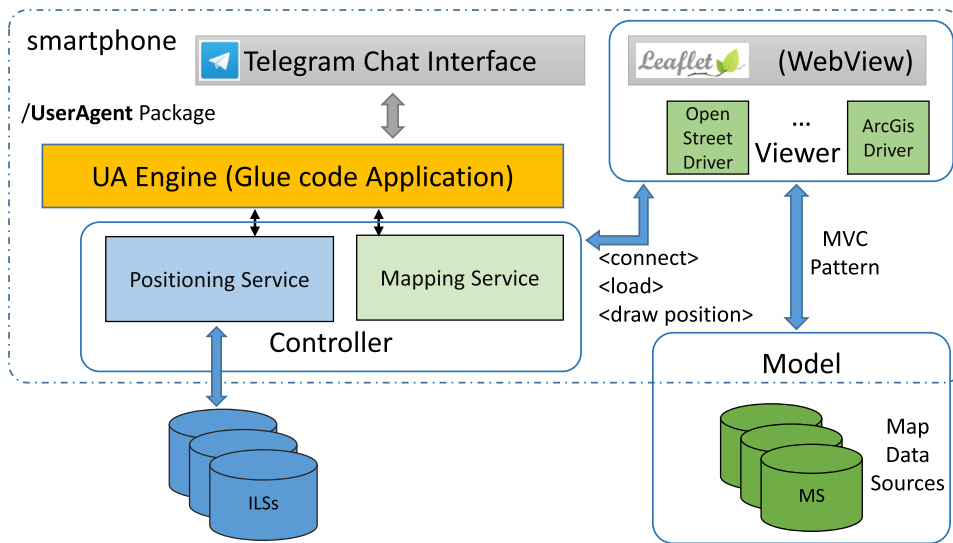 smartphone
Telegram Chat Interface
/UserAgent Package
UA Engine (Glue code Application)
Positioning Service
Mapping Service
Controller
ILSs
Leaflet
(WebView)
Open
Street
Driver
...
ArcGis
Driver
Viewer
<connect>
<load>
<draw position>
MVC
Pattern
Model
Map
Data
Sources
MS